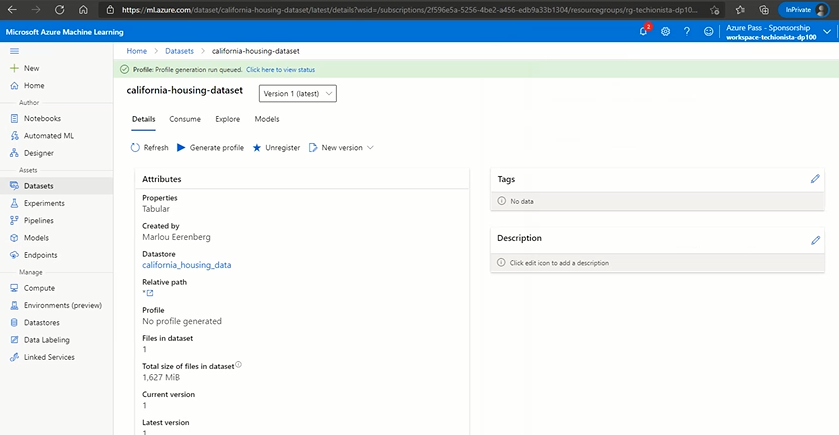 https://ml.azure.com/dataset/california-housing-dataset/latest/details?wsid=/subscriptions/2f596e5a-5256-4be2-a456-edb9a33b1304/resourcegroups/rg-techionista-dp10...
InPrivate
Microsoft Azure Machine Learning
2
Azure Pass - Sponsorship
workspace-techionista-dp100
Home > Datasets > california-housing-dataset
Profile: Profile generation run queued. Click here to view status
New
Home
Author
Notebooks
Automated ML
Designer
Assets
Datasets
Experiments
Pipelines
Models
Endpoints
Manage
Compute
Environments (preview)
Datastores
Data Labeling
Linked Services
california-housing-dataset
Version 1 (latest)
Details Consume Explore Models
Refresh Generate profile Unregister New version
Attributes
Properties
Tabular
Created by
Marlou Eerenberg
Datastore
california_housing_data
Relative path
*
Profile
No profile generated
Files in dataset
1
Total size of files in dataset
1,627 MiB
Current version
1
Latest version
1
Tags
No data
Description
Click edit icon to add a description